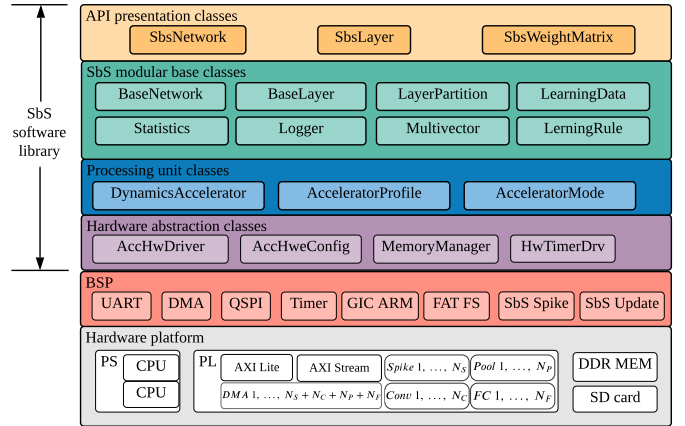 API presentation classes
SbsNetwork SbsLayer SbsWeightMatrix
SbS modular base classes
BaseNetwork BaseLayer LayerPartition LearningData
Statistics Logger Multivector LerningRule
SbS
software
library
Processing unit classes
DynamicsAccelerator AcceleratorProfile AcceleratorMode
Hardware abstraction classes
AccHwDriver AccHweConfig MemoryManager HwTimerDrv
BSP
UART DMA QSPI Timer GIC ARM FAT FS SbS Spike SbS Update
Hardware platform
PS CPU PL AXI Lite AXI Stream Spike 1, …, N_S Pool 1, …, N_P DDR MEM
CPU DMA 1, …, N_S + N_C + N_P + N_F Conv 1, …, N_C FC 1, …, N_F SD card